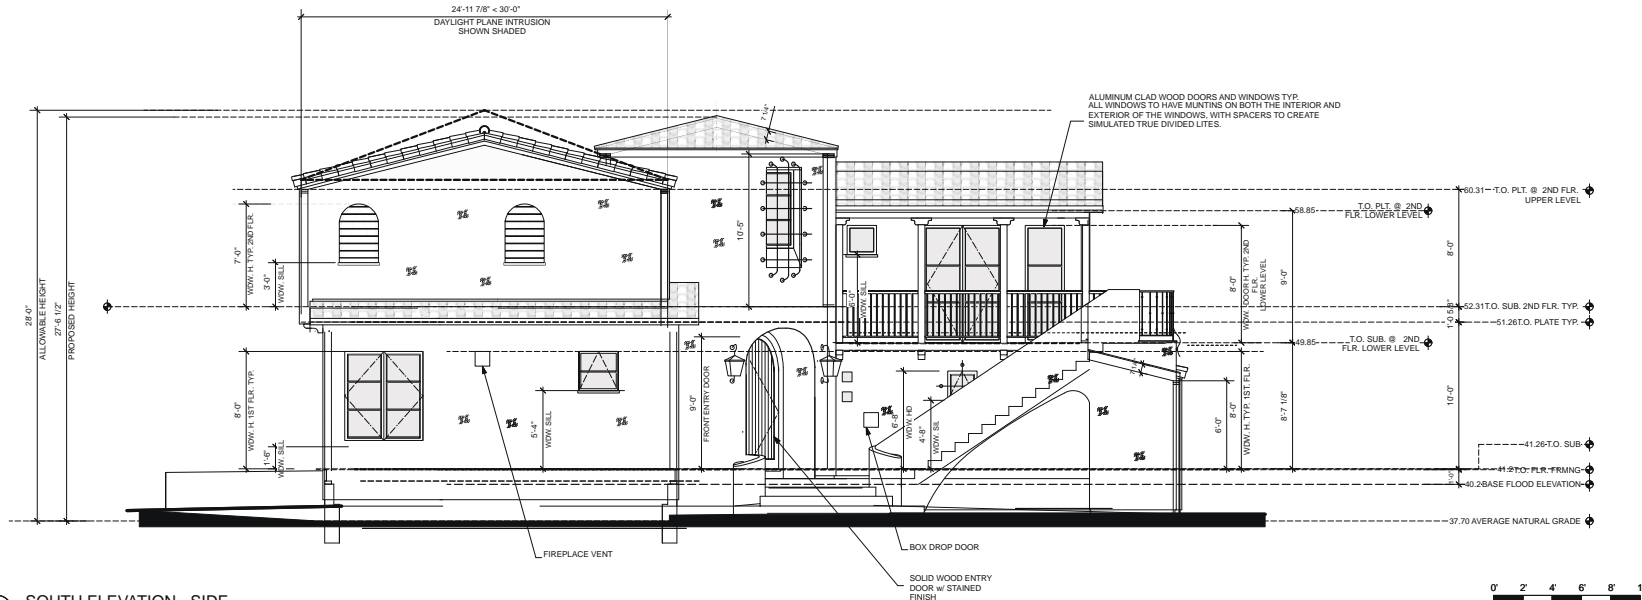 24'-11 7/8" < 30'-0"
DAYLIGHT PLANE INTRUSION
SHOWN SHADED
ALUMINUM CLAD WOOD DOORS AND WINDOWS TYP.
ALL WINDOWS TO HAVE MUNTINS ON BOTH THE INTERIOR AND
EXTERIOR OF THE WINDOWS, WITH SPACERS TO CREATE
SIMULATED TRUE DIVIDED LITES.
7 1/4"
60.31
T.O. PLT. @ 2ND FLR.
UPPER LEVEL
58.85
T.O. PLT. @ 2ND
FLR. LOWER LEVEL
28'-0"
ALLOWABLE HEIGHT
27'-6 1/2"
PROPOSED HEIGHT
7'-0"
WDW. H. TYP. 2ND FLR.
3'-0"
WDW. SILL
10'-5"
6'-0"
WDW. SILL
8'-0"
WDW. DOOR H. TYP. 2ND
FLR.
LOWER LEVEL
9'-0"
8'-0"
52.31 T.O. SUB. 2ND FLR. TYP.
51.26 T.O. PLATE TYP.
49.85
T.O. SUB. @ 2ND
FLR. LOWER LEVEL
8'-0"
WDW. H. 1ST FLR. TYP.
1'-6"
WDW. SILL
5'-4"
WDW. SILL
9'-0"
FRONT ENTRY DOOR
6'-8"
WDW. HD
4'-8"
WDW. SIL
6'-0"
8'-0"
WDW. H. TYP. 1ST. FLR.
8'-7 1/8"
10'-0"
41.26 T.O. SUB
T.O. FLR. FRMNG
1'-0"
40.2 BASE FLOOD ELEVATION
37.70 AVERAGE NATURAL GRADE
FIREPLACE VENT
BOX DROP DOOR
SOLID WOOD ENTRY
DOOR w/ STAINED
FINISH
SOUTH ELEVATION - SIDE
0' 2' 4' 6' 8'